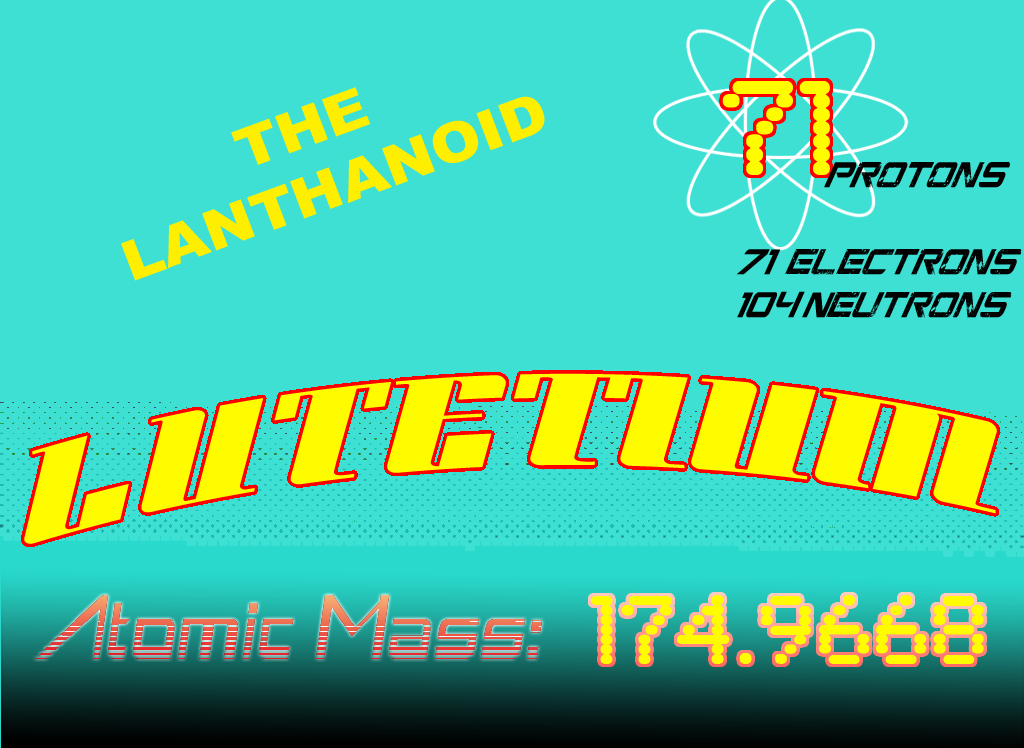 THE
LANTHANOID
71 PROTONS
71 ELECTRONS
104 NEUTRONS
LUTETIUM
Atomic Mass: 174.9668